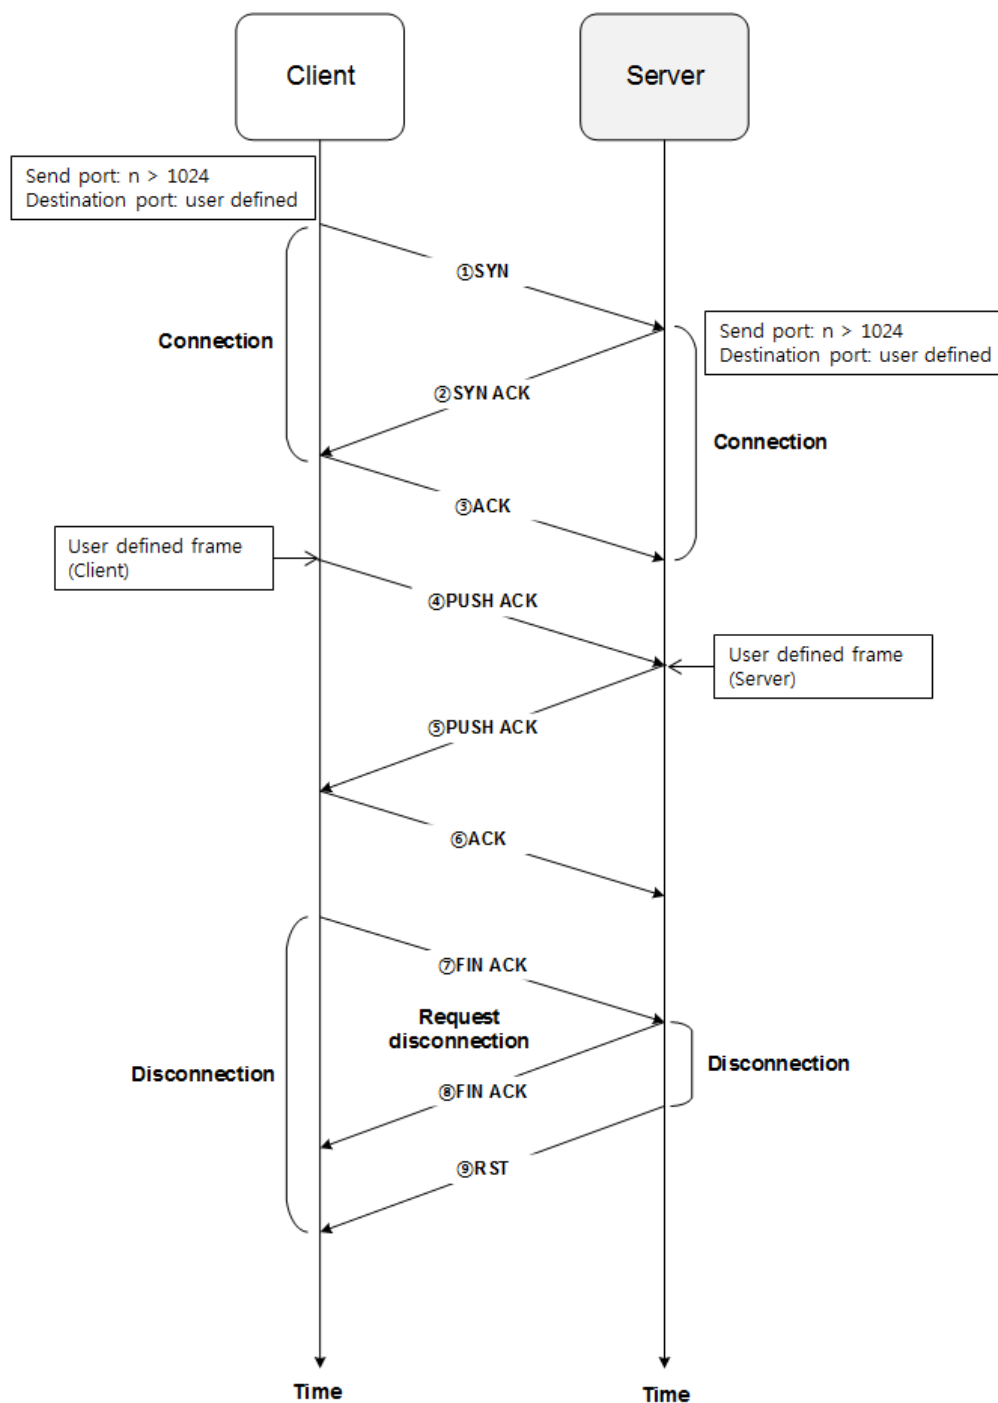 Client
Server
Send port: n > 1024
Destination port: user defined
①SYN
Connection
Send port: n > 1024
Destination port: user defined
②SYN ACK
Connection
③ACK
User defined frame
(Client)
④PUSH ACK
User defined frame
(Server)
⑤PUSH ACK
⑥ACK
⑦FIN ACK
Request
disconnection
Disconnection
Disconnection
⑧FIN ACK
⑨RST
Time
Time